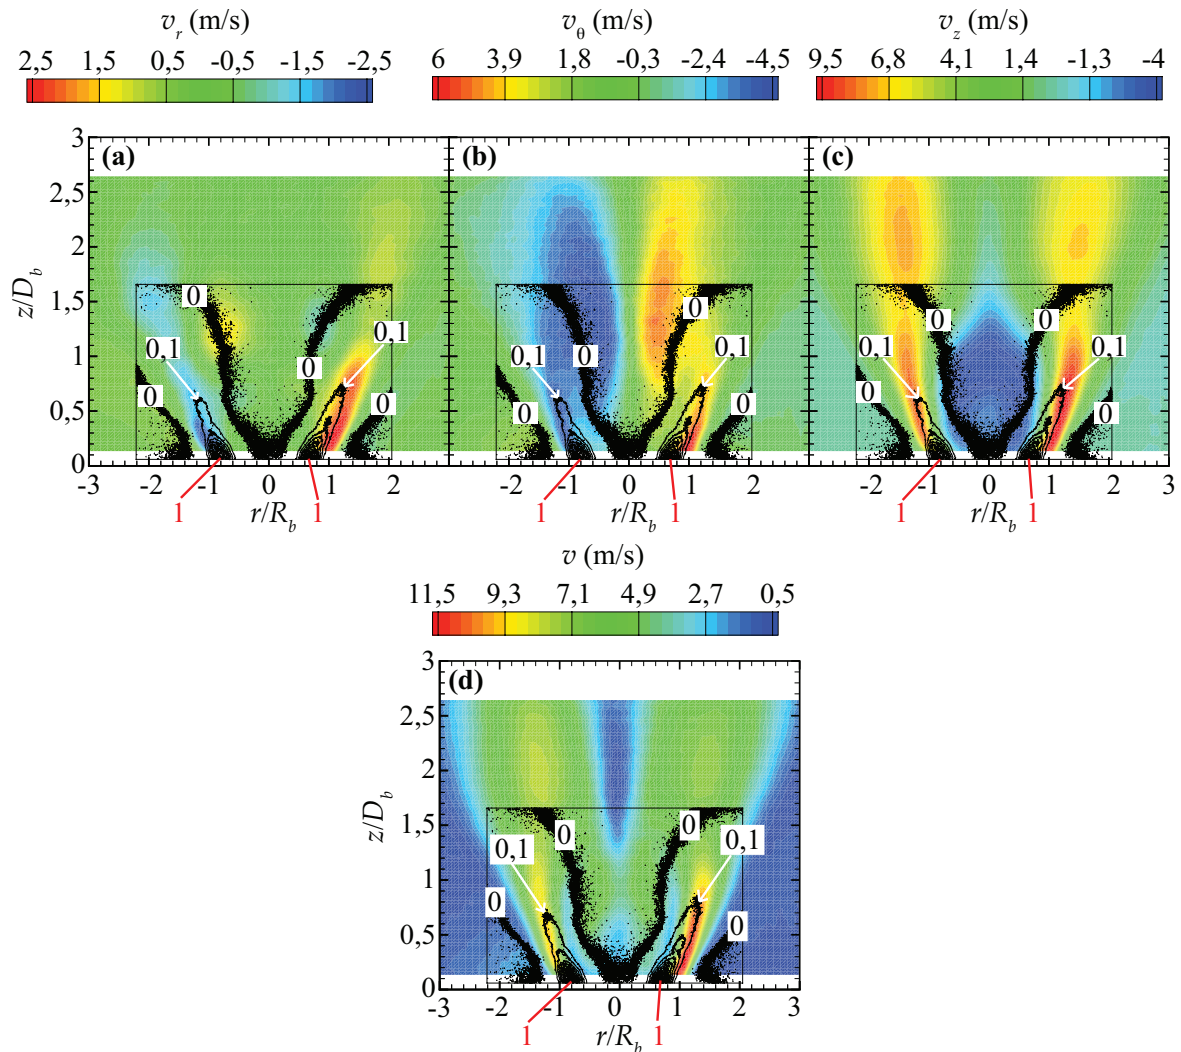 v_r (m/s) v_θ (m/s) v_z (m/s)
2,5 1,5 0,5 -0,5 -1,5 -2,5 6 3,9 1,8 -0,3 -2,4 -4,5 9,5 6,8 4,1 1,4 -1,3 -4
3 (a) (b) (c)
2,5
2
z/D_b
1,5 0 0 0 0 0
0,1 0,1 0,1 0,1 0,1 0,1
1 0
0,5 0 0 0 0 0 0
0
-3 -2 -1 0 1 2 -2 -1 0 1 2 -2 -1 0 1 2 3
1 r/R_b 1 1 r/R_b 1 1 r/R_b 1
v (m/s)
11,5 9,3 7,1 4,9 2,7 0,5
3 (d)
2,5
2
z/D_b
1,5 0 0
0,1 0,1
1
0 0
0,5
0
-3 -2 -1 0 1 2 3
1 r/R_b 1